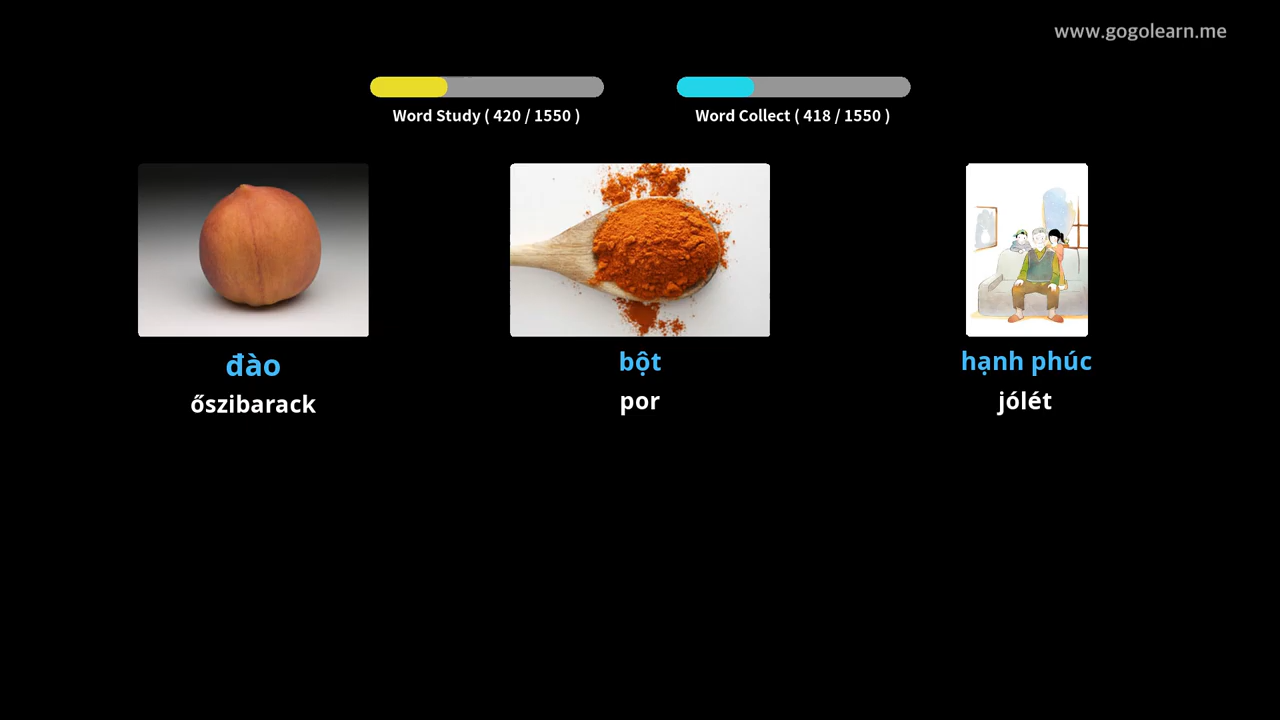 www.gogolearn.me
Word Study ( 420 / 1550 )
Word Collect ( 418 / 1550 )
đào
bột
hạnh phúc
őszibarack
por
jólét